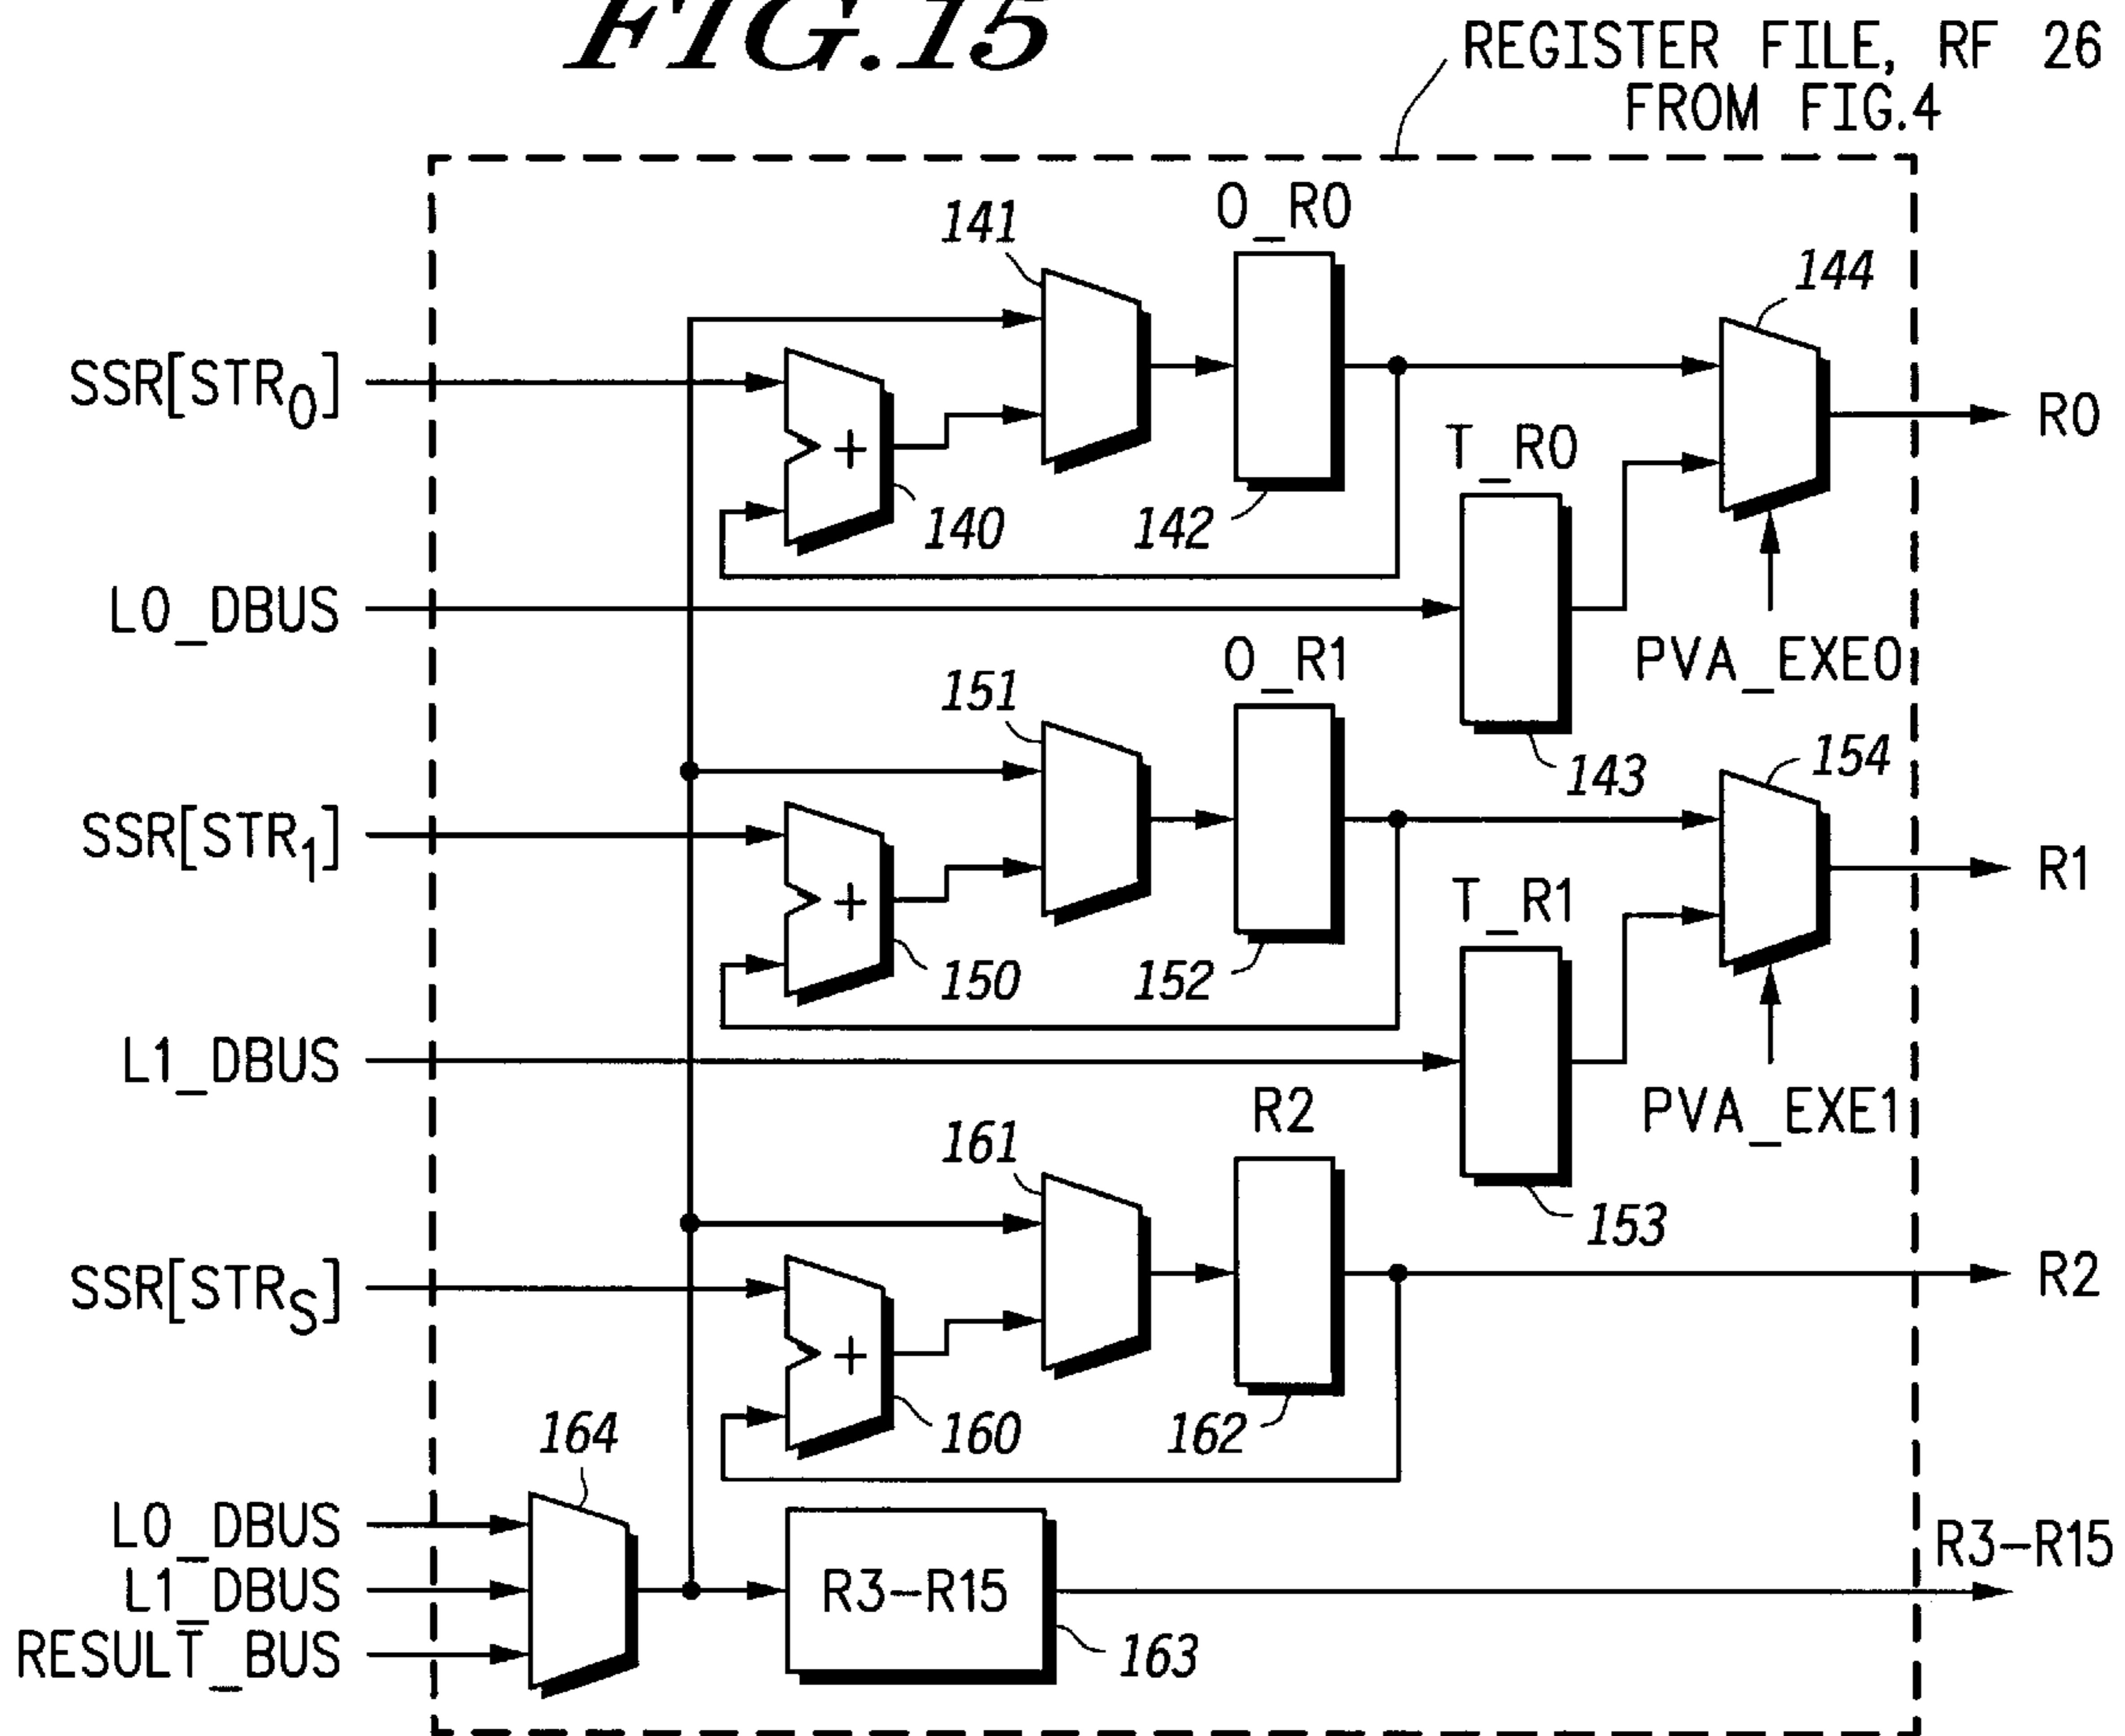 FIG.15
REGISTER FILE, RF 26
FROM FIG.4
O_R0
141
144
SSR[STR0]
+
R0
T_R0
140
142
L0_DBUS
PVA_EXE0
O_R1
151
143
154
SSR[STR1]
+
R1
T_R1
150
152
L1_DBUS
PVA_EXE1
R2
161
153
SSR[STRS]
+
R2
160
162
164
L0_DBUS
R3-R15
L1_DBUS
R3-R15
RESULT_BUS
163